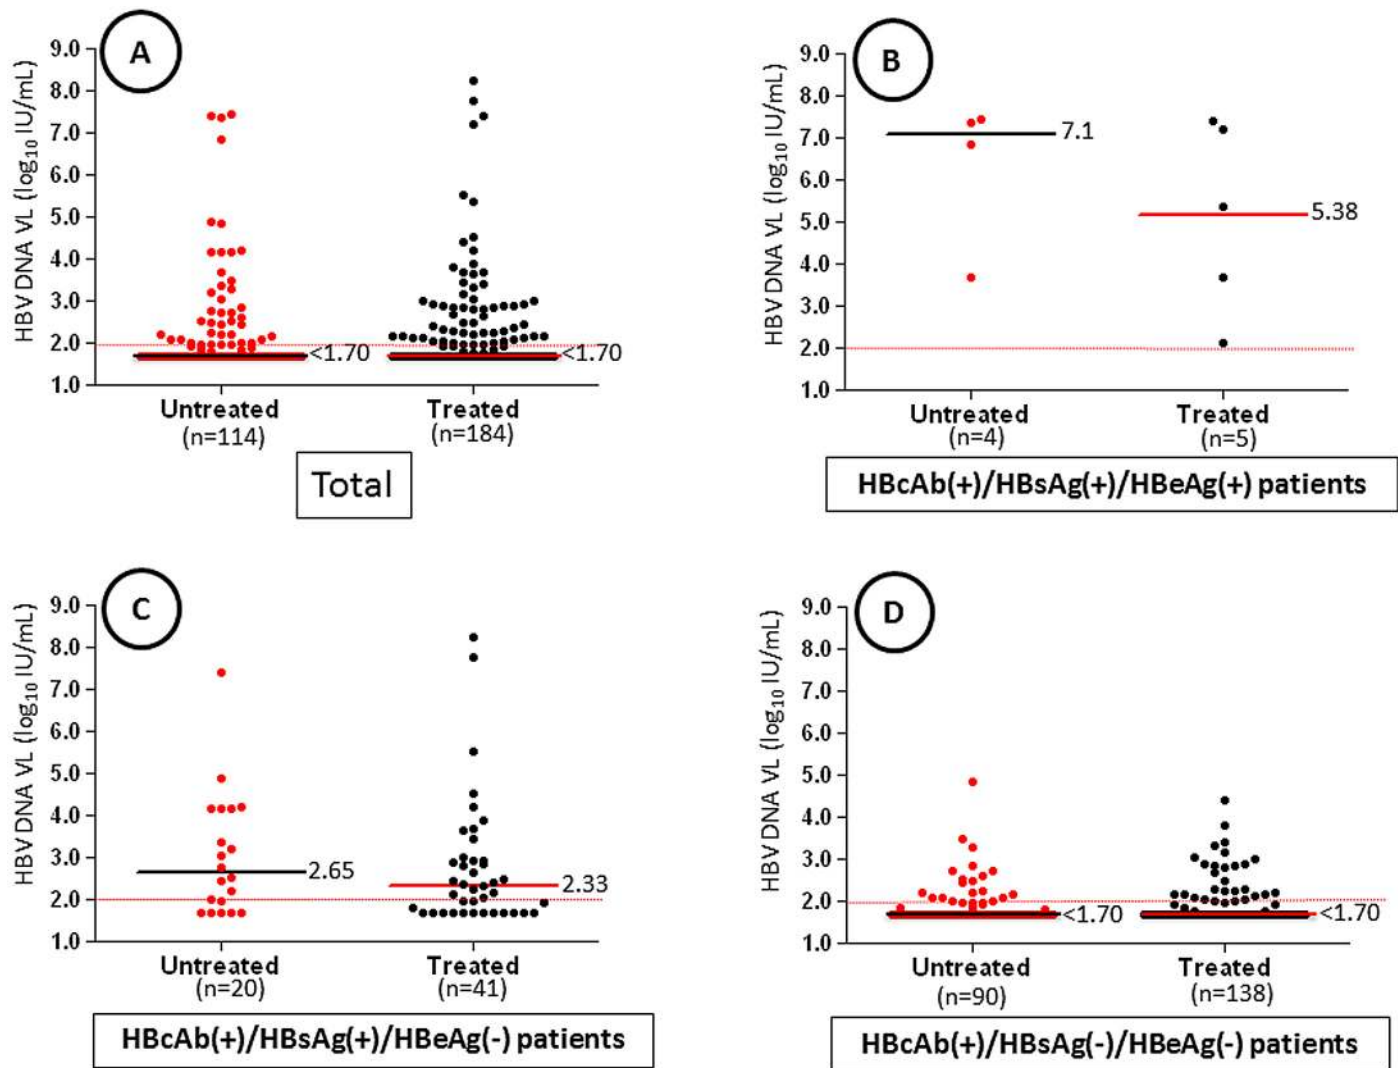 A
HBV DNA VL (log10 IU/mL)
9.0
8.0
7.0
6.0
5.0
4.0
3.0
2.0
1.0
<1.70
<1.70
Untreated
(n=114)
Treated
(n=184)
Total
B
HBV DNA VL (log10 IU/mL)
9.0
8.0
7.0
6.0
5.0
4.0
3.0
2.0
1.0
7.1
5.38
Untreated
(n=4)
Treated
(n=5)
HBcAb(+)/HBsAg(+)/HBeAg(+) patients
C
HBV DNA VL (log10 IU/mL)
9.0
8.0
7.0
6.0
5.0
4.0
3.0
2.0
1.0
2.65
2.33
Untreated
(n=20)
Treated
(n=41)
HBcAb(+)/HBsAg(+)/HBeAg(-) patients
D
HBV DNA VL (log10 IU/mL)
9.0
8.0
7.0
6.0
5.0
4.0
3.0
2.0
1.0
<1.70
<1.70
Untreated
(n=90)
Treated
(n=138)
HBcAb(+)/HBsAg(-)/HBeAg(-) patients